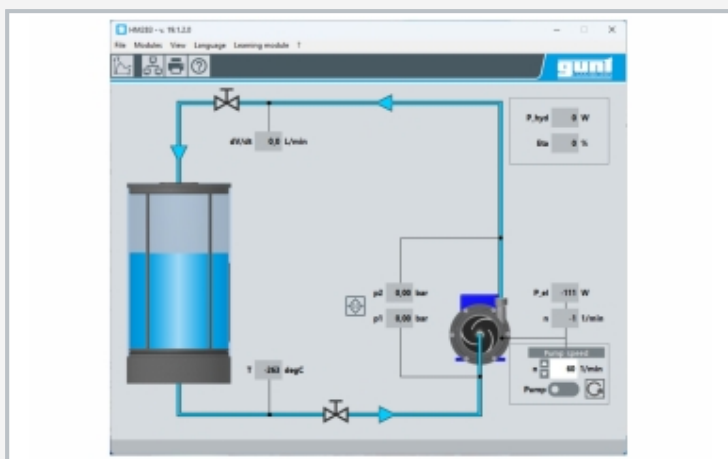 HM283 - v. 19.1.2.0
File Modules View Language Learning module ?
gunt
P_hyd 0 W
Eta 0 %
dV/dt 0,0 L/min
p2 0,00 bar
p1 0,00 bar
P_el -111 W
n -1 1/min
Pump speed
n 60 1/min
Pump
T -263 degC